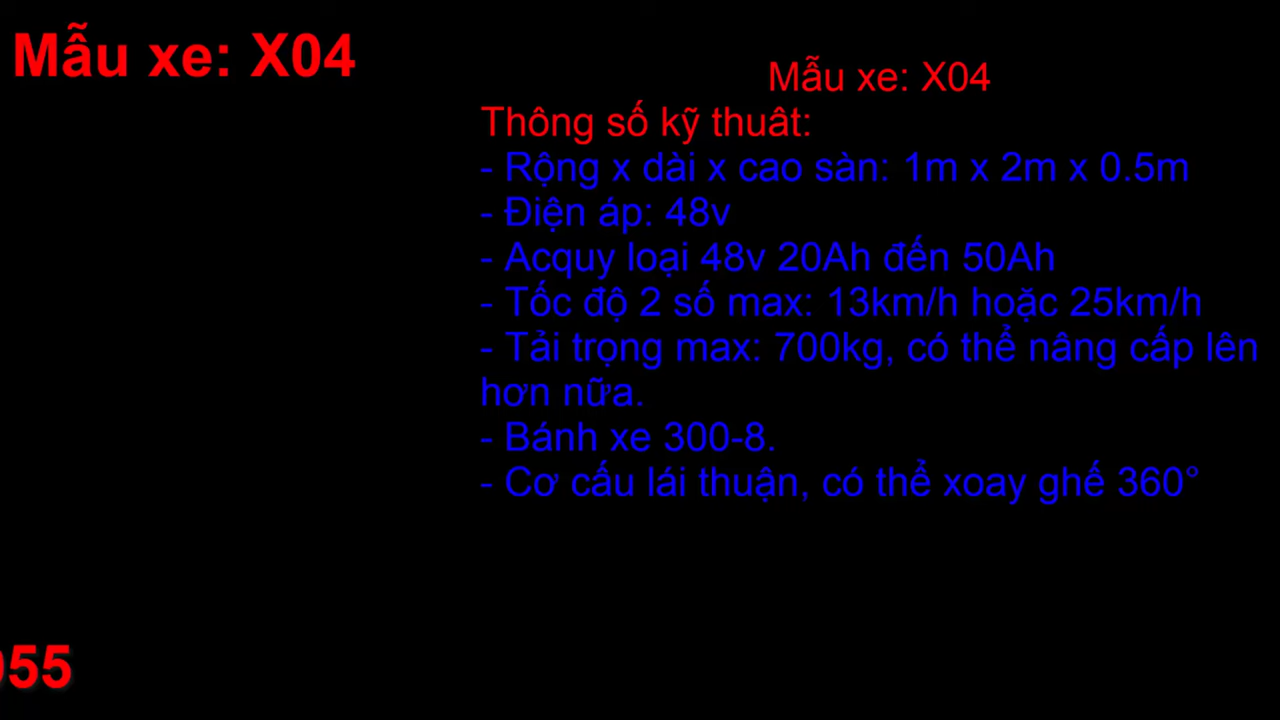 Mẫu xe: X04
Mẫu xe: X04
Thông số kỹ thuât:
- Rộng x dài x cao sàn: 1m x 2m x 0.5m
- Điện áp: 48v
- Acquy loại 48v 20Ah đến 50Ah
- Tốc độ 2 số max: 13km/h hoặc 25km/h
- Tải trọng max: 700kg, có thể nâng cấp lên
hơn nữa.
- Bánh xe 300-8.
- Cơ cấu lái thuận, có thể xoay ghế 360°
55